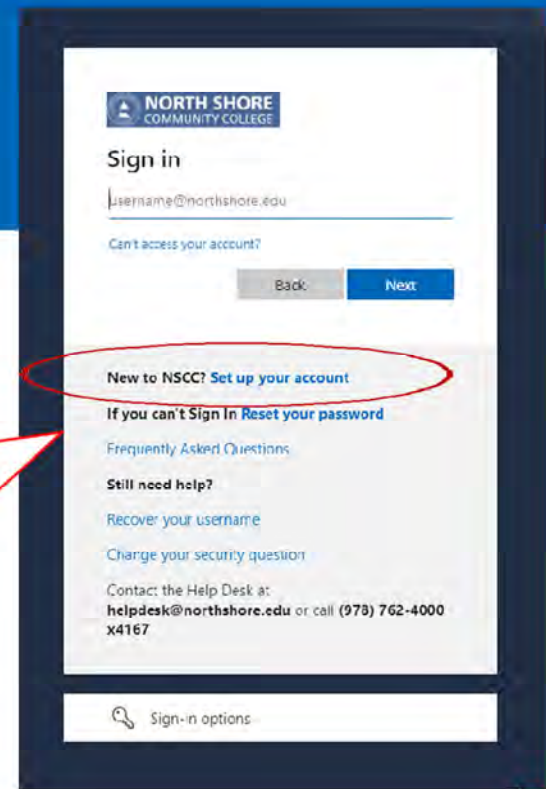 NORTH SHORE
COMMUNITY COLLEGE
Sign in
username@northshore.edu
Can't access your account?
Back Next
New to NSCC? Set up your account
If you can't Sign In Reset your password
Frequently Asked Questions
Still need help?
Recover your username
Change your security question
Contact the Help Desk at
helpdesk@northshore.edu or call (978) 762-4000
x4167
Sign-in options